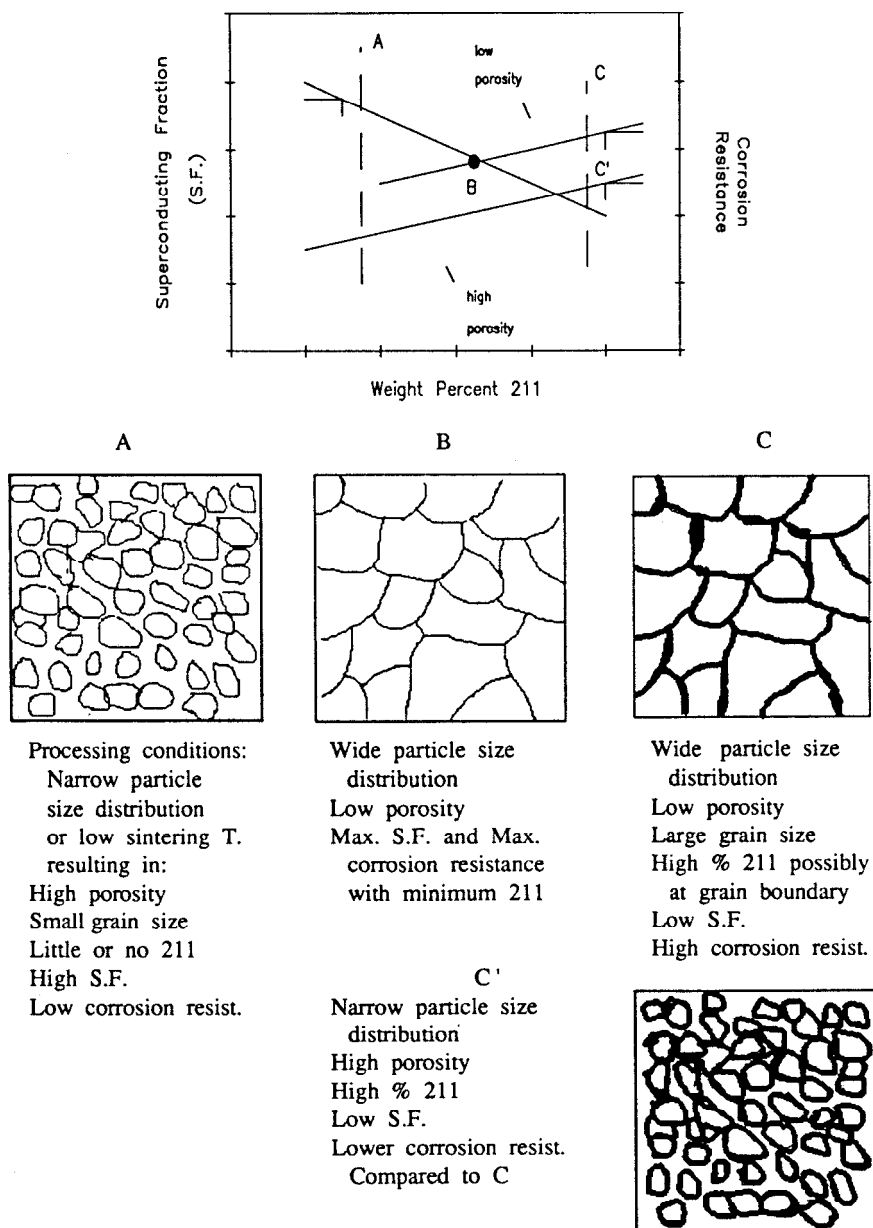 A
low
porosity
C
Superconducting Fraction
(S.F.)
B
C'
Corrosion
Resistance
high
porosity
Weight Percent 211
A
B
C
Processing conditions:
Narrow particle
size distribution
or low sintering T.
resulting in:
High porosity
Small grain size
Little or no 211
High S.F.
Low corrosion resist.
Wide particle size
distribution
Low porosity
Max. S.F. and Max.
corrosion resistance
with minimum 211
Wide particle size
distribution
Low porosity
Large grain size
High % 211 possibly
at grain boundary
Low S.F.
High corrosion resist.
C'
Narrow particle size
distribution
High porosity
High % 211
Low S.F.
Lower corrosion resist.
Compared to C